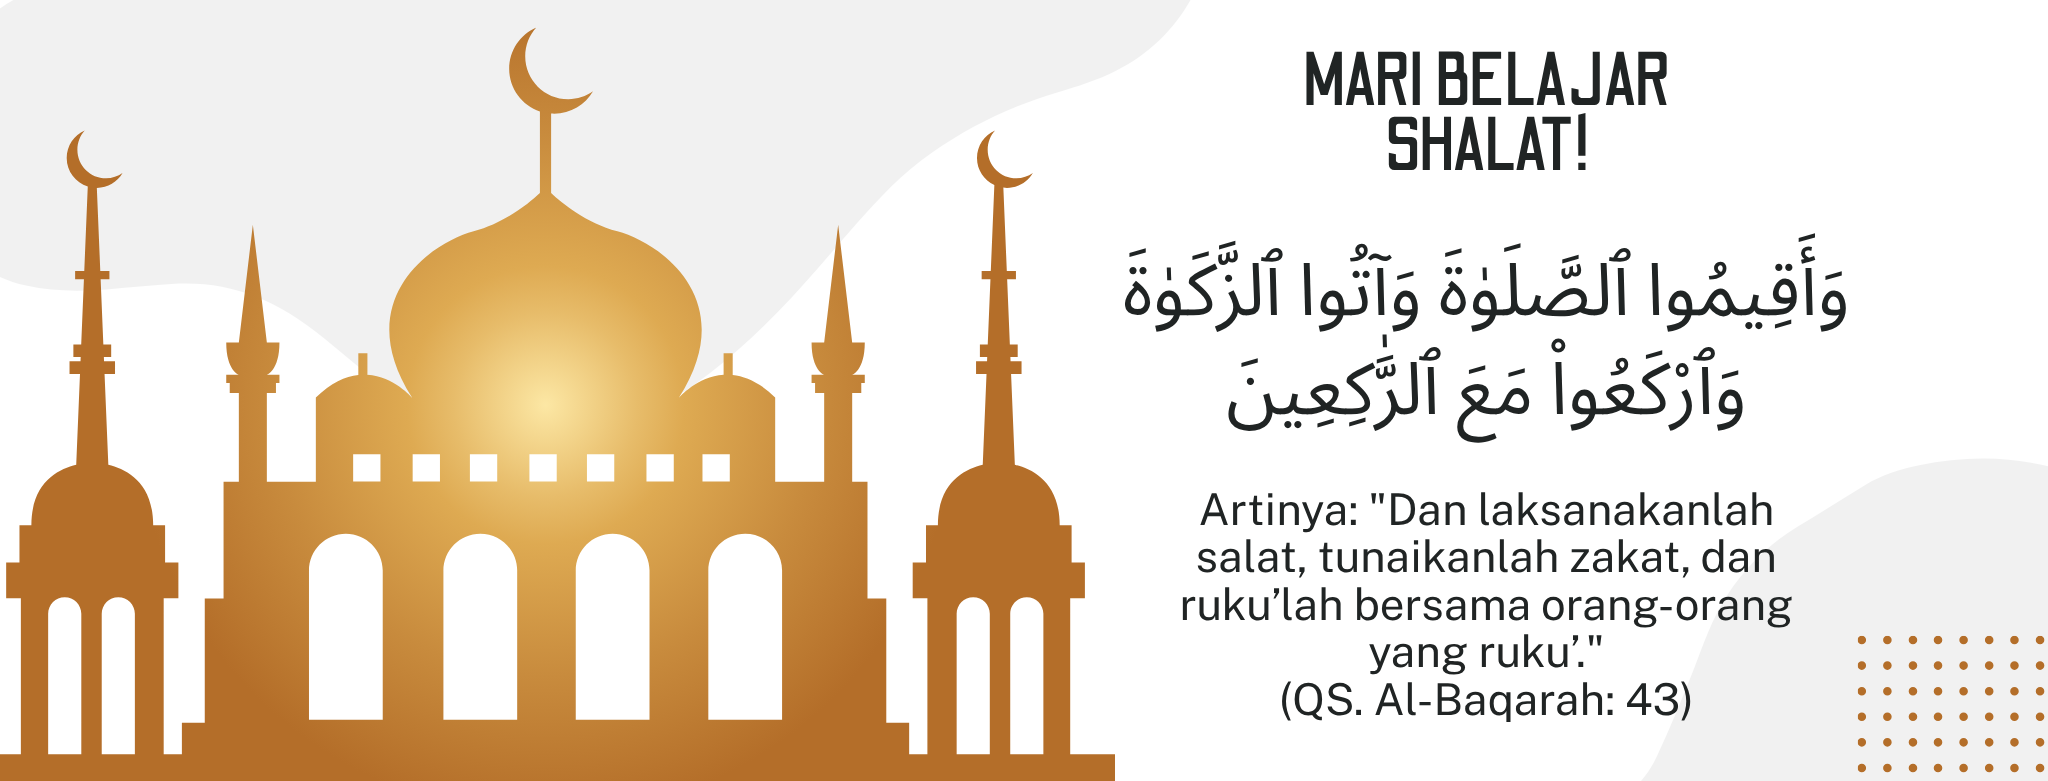 MARI BELAJAR
SHALAT!
وَأَقِيمُوا ٱلصَّلَوٰةَ وَآتُوا ٱلزَّكَوٰةَ
وَٱرْكَعُوا۟ مَعَ ٱلرَّٰكِعِينَ
Artinya: "Dan laksanakanlah
salat, tunaikanlah zakat, dan
ruku’lah bersama orang-orang
yang ruku’."
(QS. Al-Baqarah: 43)